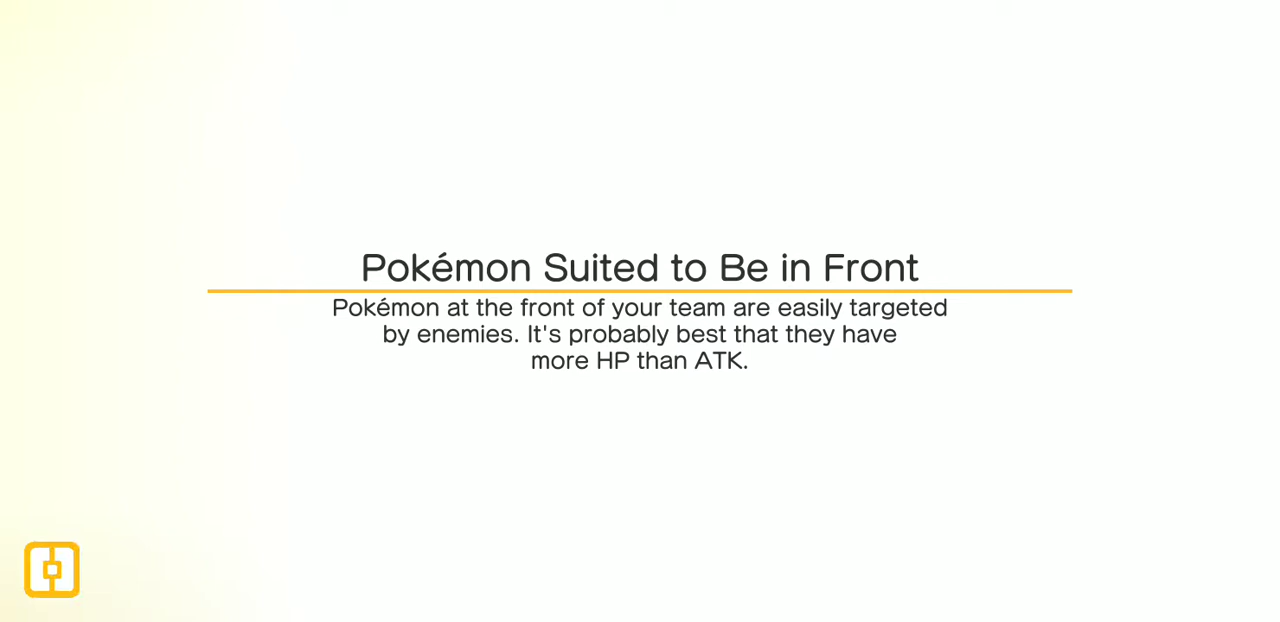 Pokémon Suited to Be in Front
Pokémon at the front of your team are easily targeted
by enemies. It's probably best that they have
more HP than ATK.